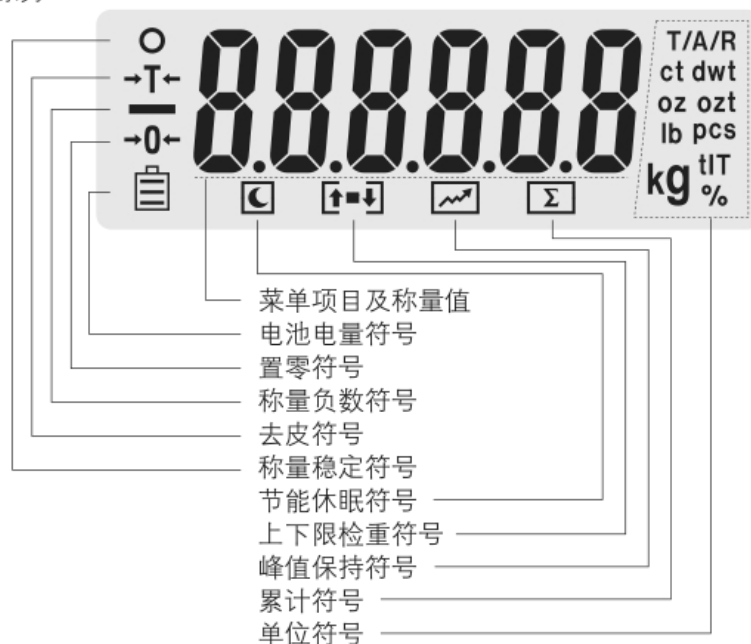 T/A/R
→T← ct dwt
888888
oz ozt
→0← lb pcs
kg tlT
%
Σ
菜单项目及称量值
电池电量符号
置零符号
称量负数符号
去皮符号
称量稳定符号
节能休眠符号
上下限检重符号
峰值保持符号
累计符号
单位符号